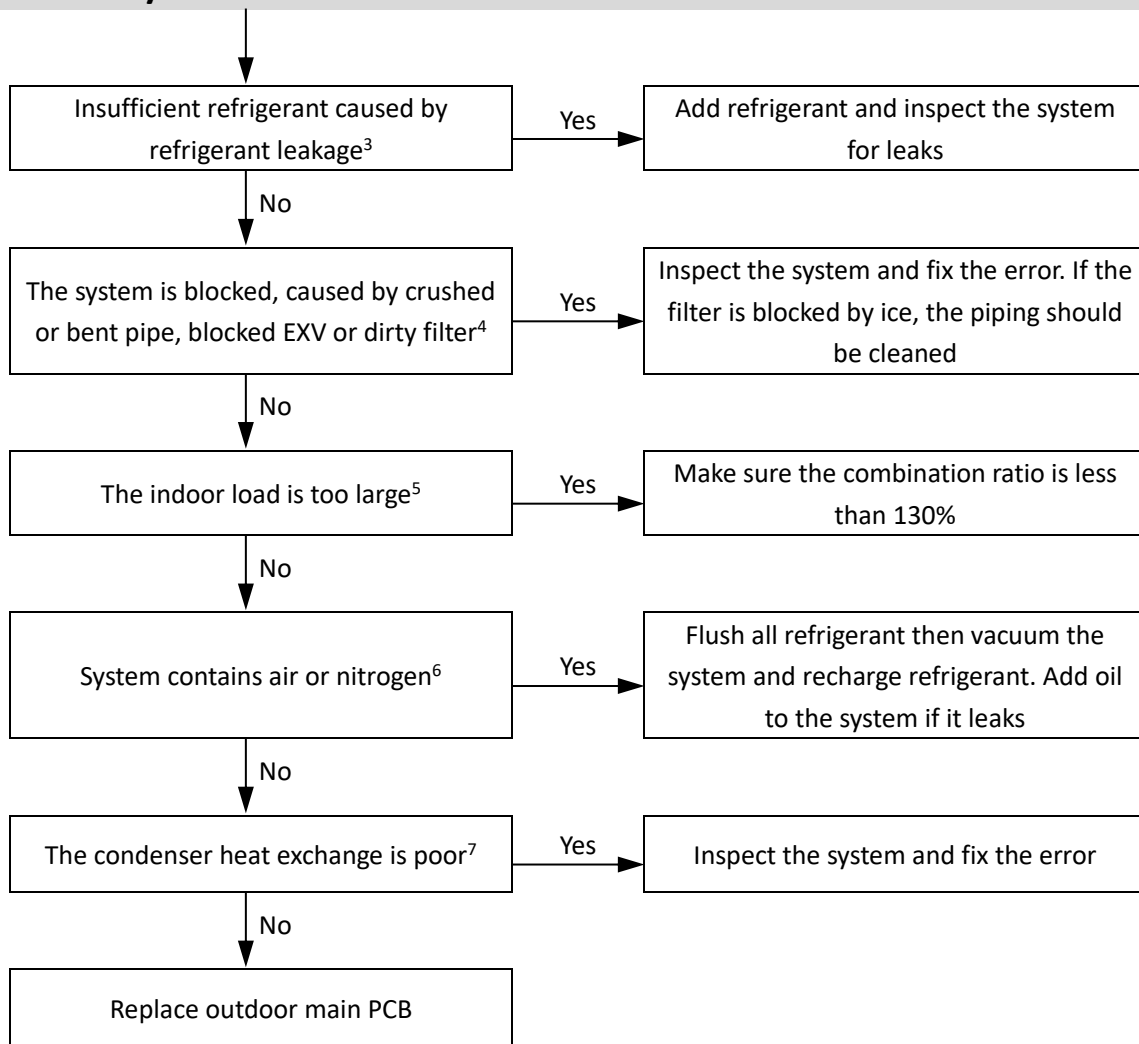 Insufficient refrigerant caused by
refrigerant leakage³
Yes
Add refrigerant and inspect the system
for leaks
No
The system is blocked, caused by crushed
or bent pipe, blocked EXV or dirty filter⁴
Yes
Inspect the system and fix the error. If the
filter is blocked by ice, the piping should
be cleaned
No
The indoor load is too large⁵
Yes
Make sure the combination ratio is less
than 130%
No
System contains air or nitrogen⁶
Yes
Flush all refrigerant then vacuum the
system and recharge refrigerant. Add oil
to the system if it leaks
No
The condenser heat exchange is poor⁷
Yes
Inspect the system and fix the error
No
Replace outdoor main PCB